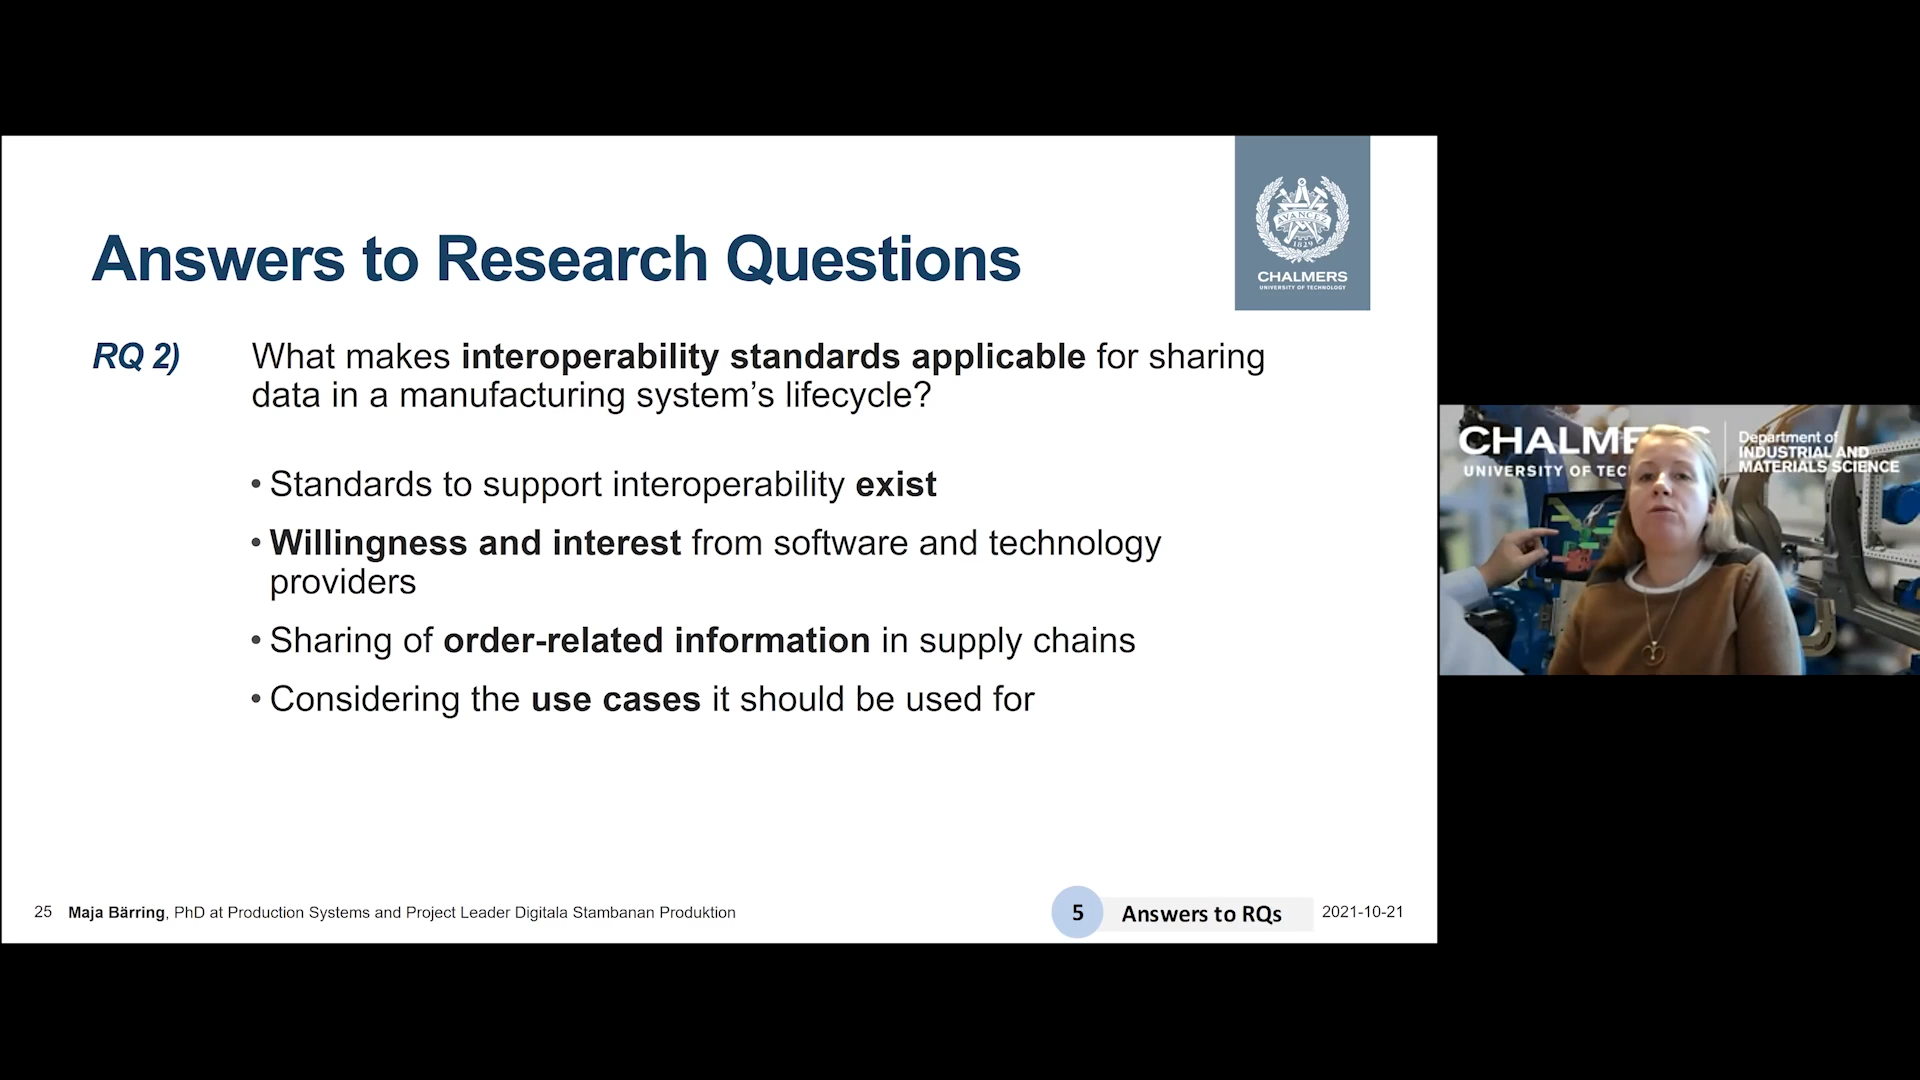 AVANCEZ
1829
CHALMERS
UNIVERSITY OF TECHNOLOGY
Answers to Research Questions
RQ 2) What makes interoperability standards applicable for sharing
data in a manufacturing system’s lifecycle?
• Standards to support interoperability exist
• Willingness and interest from software and technology
providers
• Sharing of order-related information in supply chains
• Considering the use cases it should be used for
25 Maja Bärring, PhD at Production Systems and Project Leader Digitala Stambanan Produktion
5 Answers to RQs 2021-10-21
CHALME S
UNIVERSITY OF TEC
Department of
INDUSTRIAL AND
MATERIALS SCIENCE